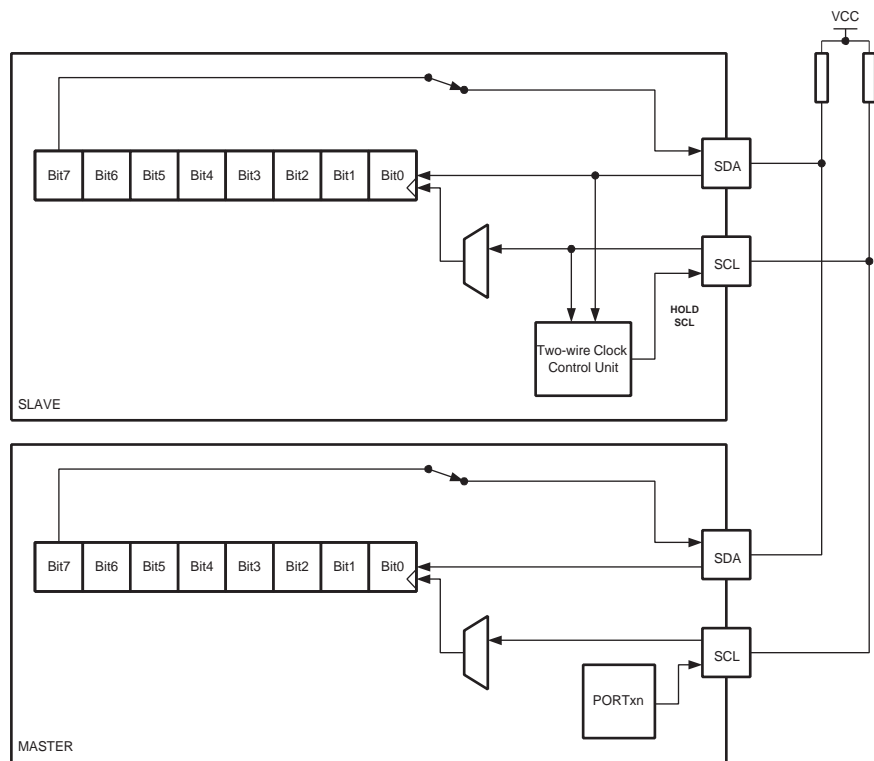 VCC
SDA
Bit7 Bit6 Bit5 Bit4 Bit3 Bit2 Bit1 Bit0
SCL
HOLD
SCL
Two-wire Clock
Control Unit
SLAVE
SDA
Bit7 Bit6 Bit5 Bit4 Bit3 Bit2 Bit1 Bit0
SCL
PORTxn
MASTER